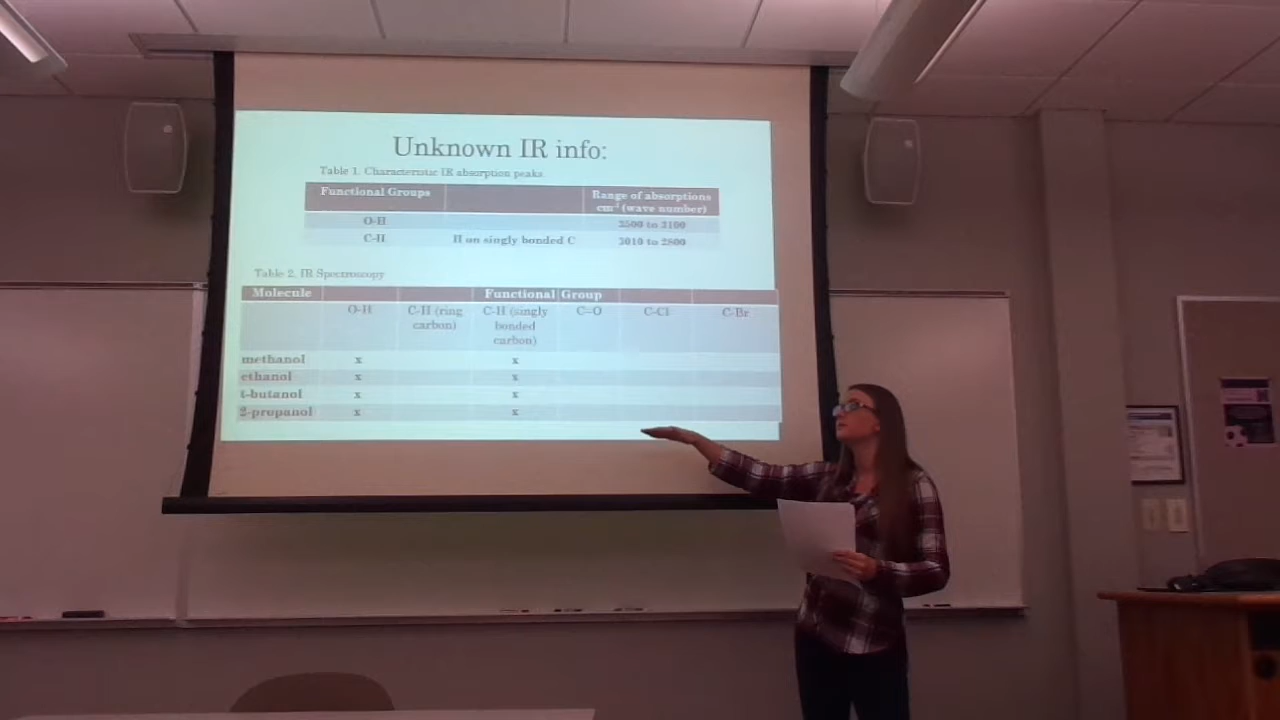 Unknown IR info:
Table 1. Characteristic IR absorption peaks
Functional Groups Range of absorptions
cm⁻¹ (wave number)
O-H 3500 to 3100
C-H H on singly bonded C 3010 to 2800
Table 2. IR Spectroscopy
Molecule Functional Group
O-H C-H (ring C-H (singly C=O C-Cl C-Br
carbon) bonded
carbon)
methanol x x
ethanol x x
t-butanol x x
2-propanol x x